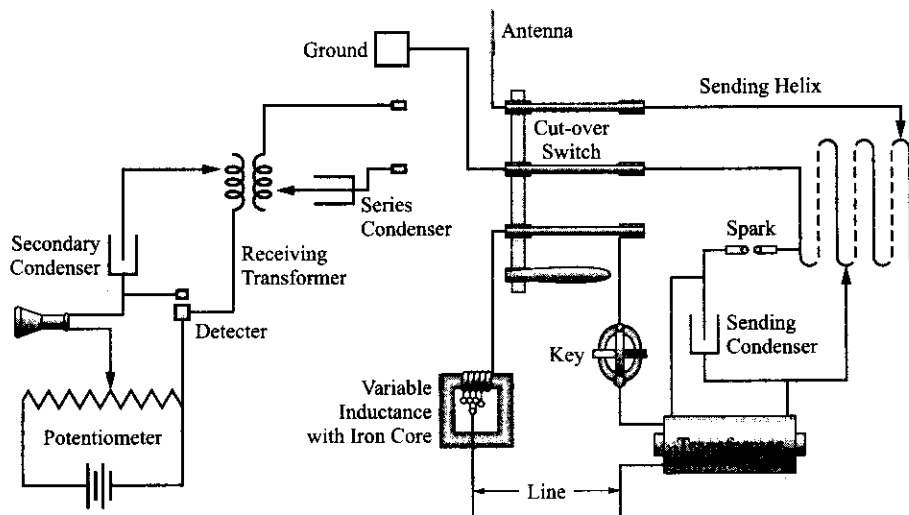 Antenna
Ground
Sending Helix
Cut-over
Switch
Series
Condenser
Spark
Secondary
Condenser
Receiving
Transformer
Detecter
Sending
Condenser
Key
Variable
Inductance
with Iron Core
Potentiometer
Transformer
Line